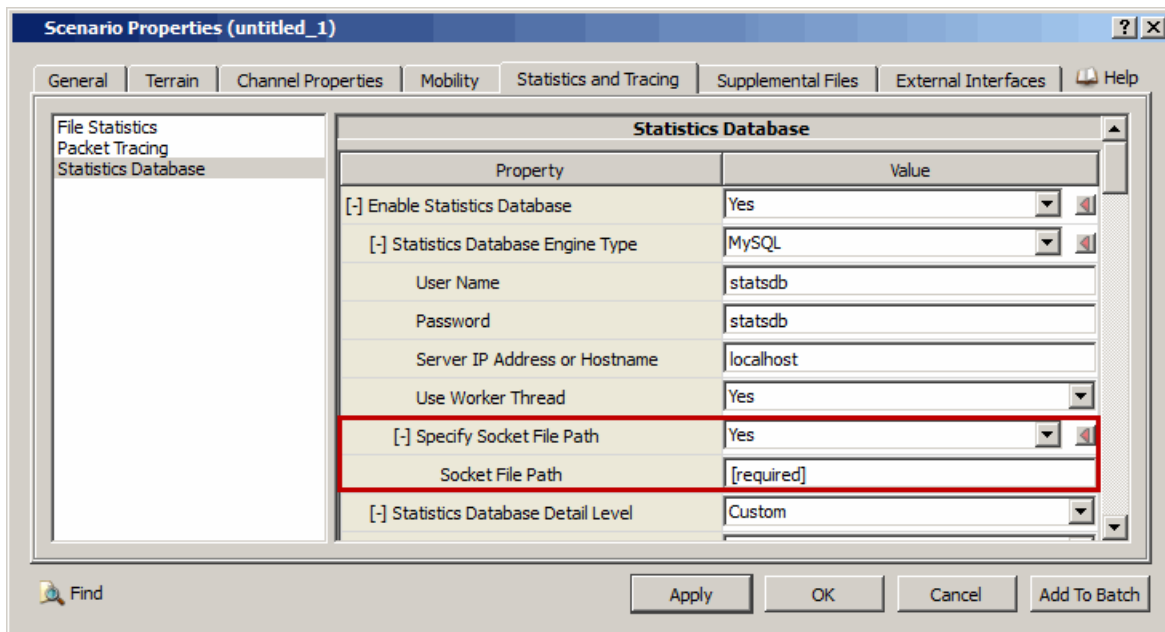 Scenario Properties (untitled_1)
? X
General Terrain Channel Properties Mobility Statistics and Tracing Supplemental Files External Interfaces Help
File Statistics
Packet Tracing
Statistics Database
Statistics Database
Property Value
[-] Enable Statistics Database Yes
[-] Statistics Database Engine Type MySQL
User Name statsdb
Password statsdb
Server IP Address or Hostname localhost
Use Worker Thread Yes
[-] Specify Socket File Path Yes
Socket File Path [required]
[-] Statistics Database Detail Level Custom
Find Apply OK Cancel Add To Batch